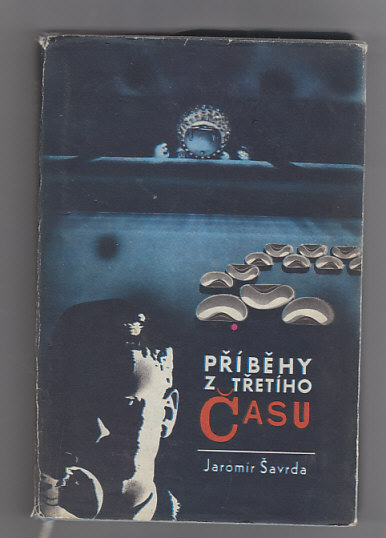 PŘÍBĚHY
Z TŘETÍHO
ČASU
Jaromír Šavrda